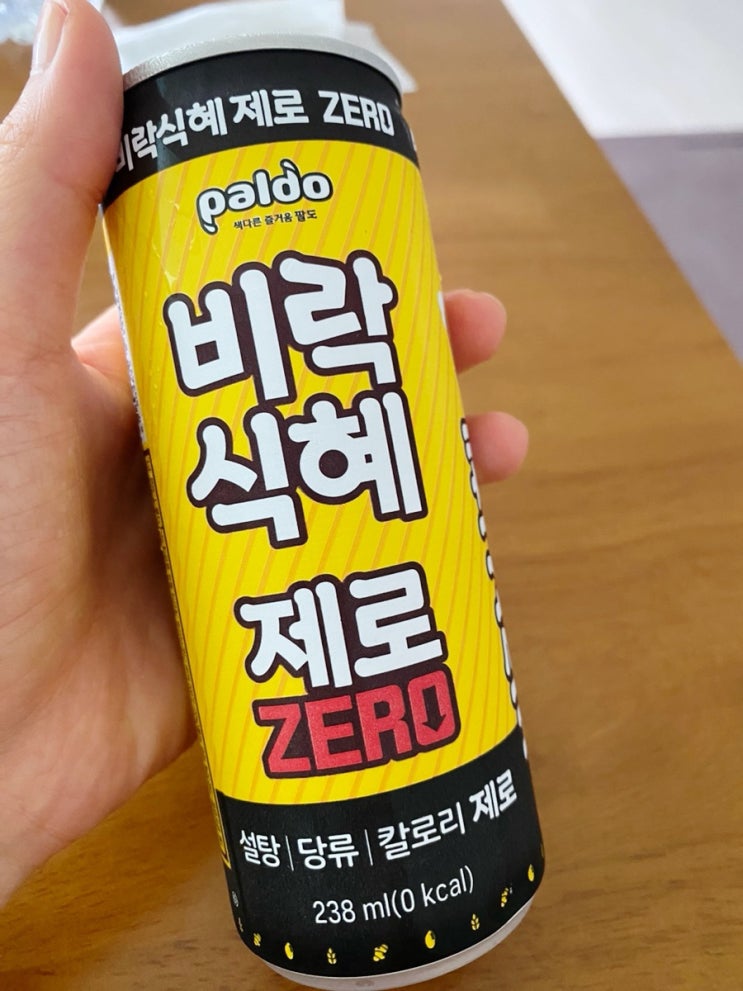 비락식혜 제로 ZERO
paldo
색다른 즐거움 팔도
비락
식혜
제로
ZERO
설탕 | 당류 | 칼로리 제로
238 ml(0 kcal)